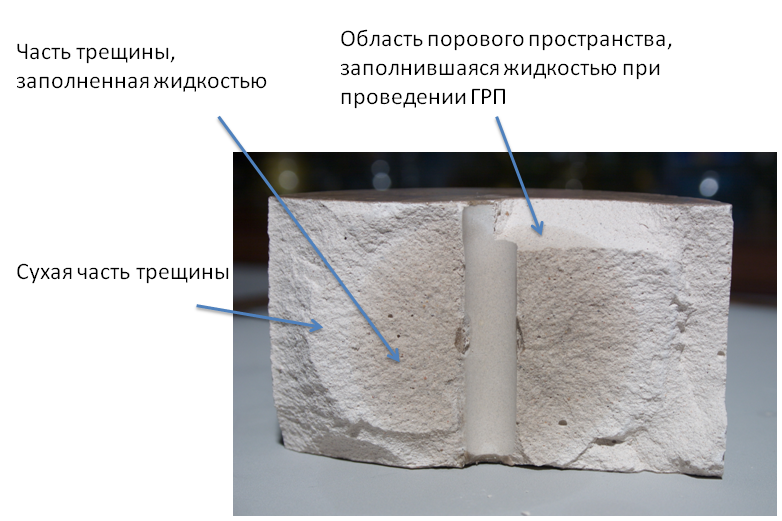 Часть трещины,
заполненная жидкостью
Область порового пространства,
заполнившаяся жидкостью при
проведении ГРП
Сухая часть трещины